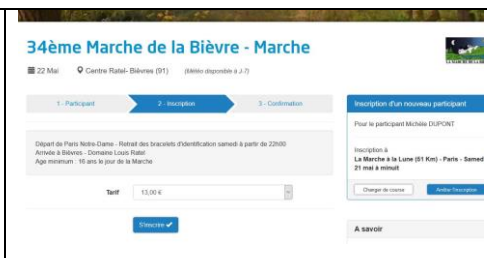 34ème Marche de la Bièvre - Marche
22 Mai Centre Ratel- Bièvres (91) (Météo disponible à J-7)
1 - Participant
2 - Inscription
3 - Confirmation
Départ de Paris Notre-Dame - Retrait des bracelets d'identification samedi à partir de 22h00
Arrivée à Bièvres - Domaine Louis Ratel
Age minimum : 16 ans le jour de la Marche
Tarif 13,00 €
S'inscrire
Inscription d'un nouveau participant
Pour le participant Michèle DUPONT
Inscription à
La Marche à la Lune (51 Km) - Paris - Samed
21 mai à minuit
Changer de course
Arrêter l'inscription
A savoir